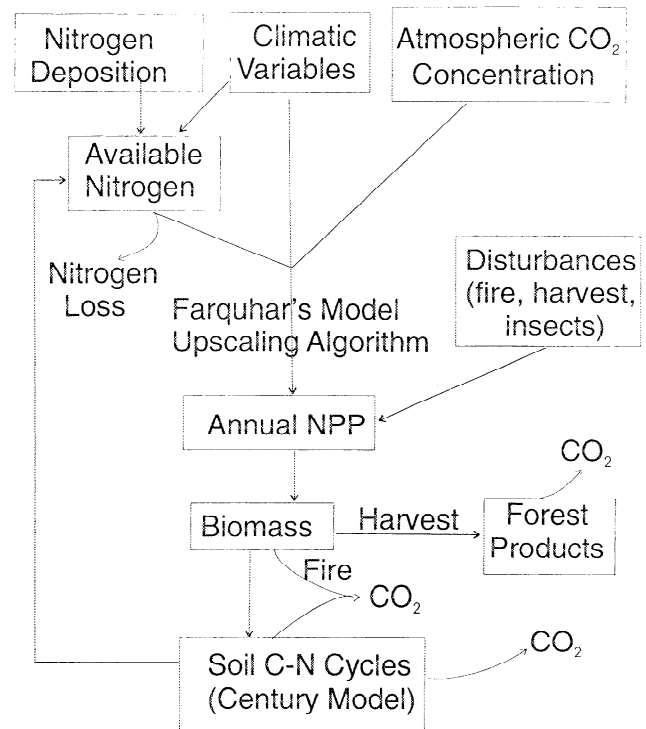 Nitrogen
Deposition
Climatic
Variables
Atmospheric CO₂
Concentration
Available
Nitrogen
Nitrogen
Loss
Disturbances
(fire, harvest,
insects)
Farquhar's Model
Upscaling Algorithm
Annual NPP
CO₂
Biomass
Harvest
Forest
Products
Fire
CO₂
CO₂
Soil C-N Cycles
(Century Model)